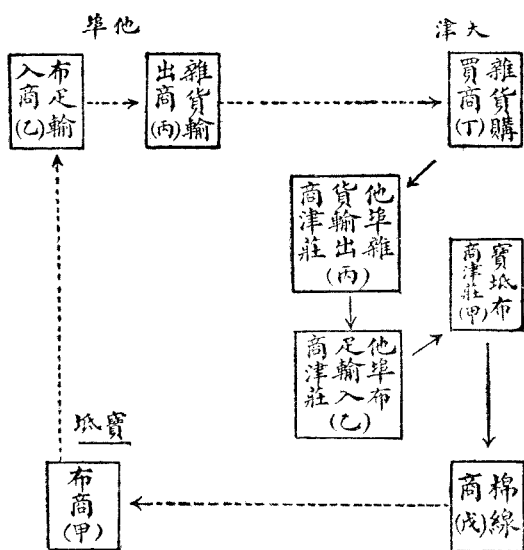 大津
雜貨購
買商(丁)
他埠
雜貨輸
出商(丙)
布疋輸
入商(乙)
他埠雜
貨輸出
商津莊
(丙)
寶坻布
商津莊(甲)
他埠布
疋輸入
商津莊
(乙)
棉線
商(戊)
寶坻
布商(甲)